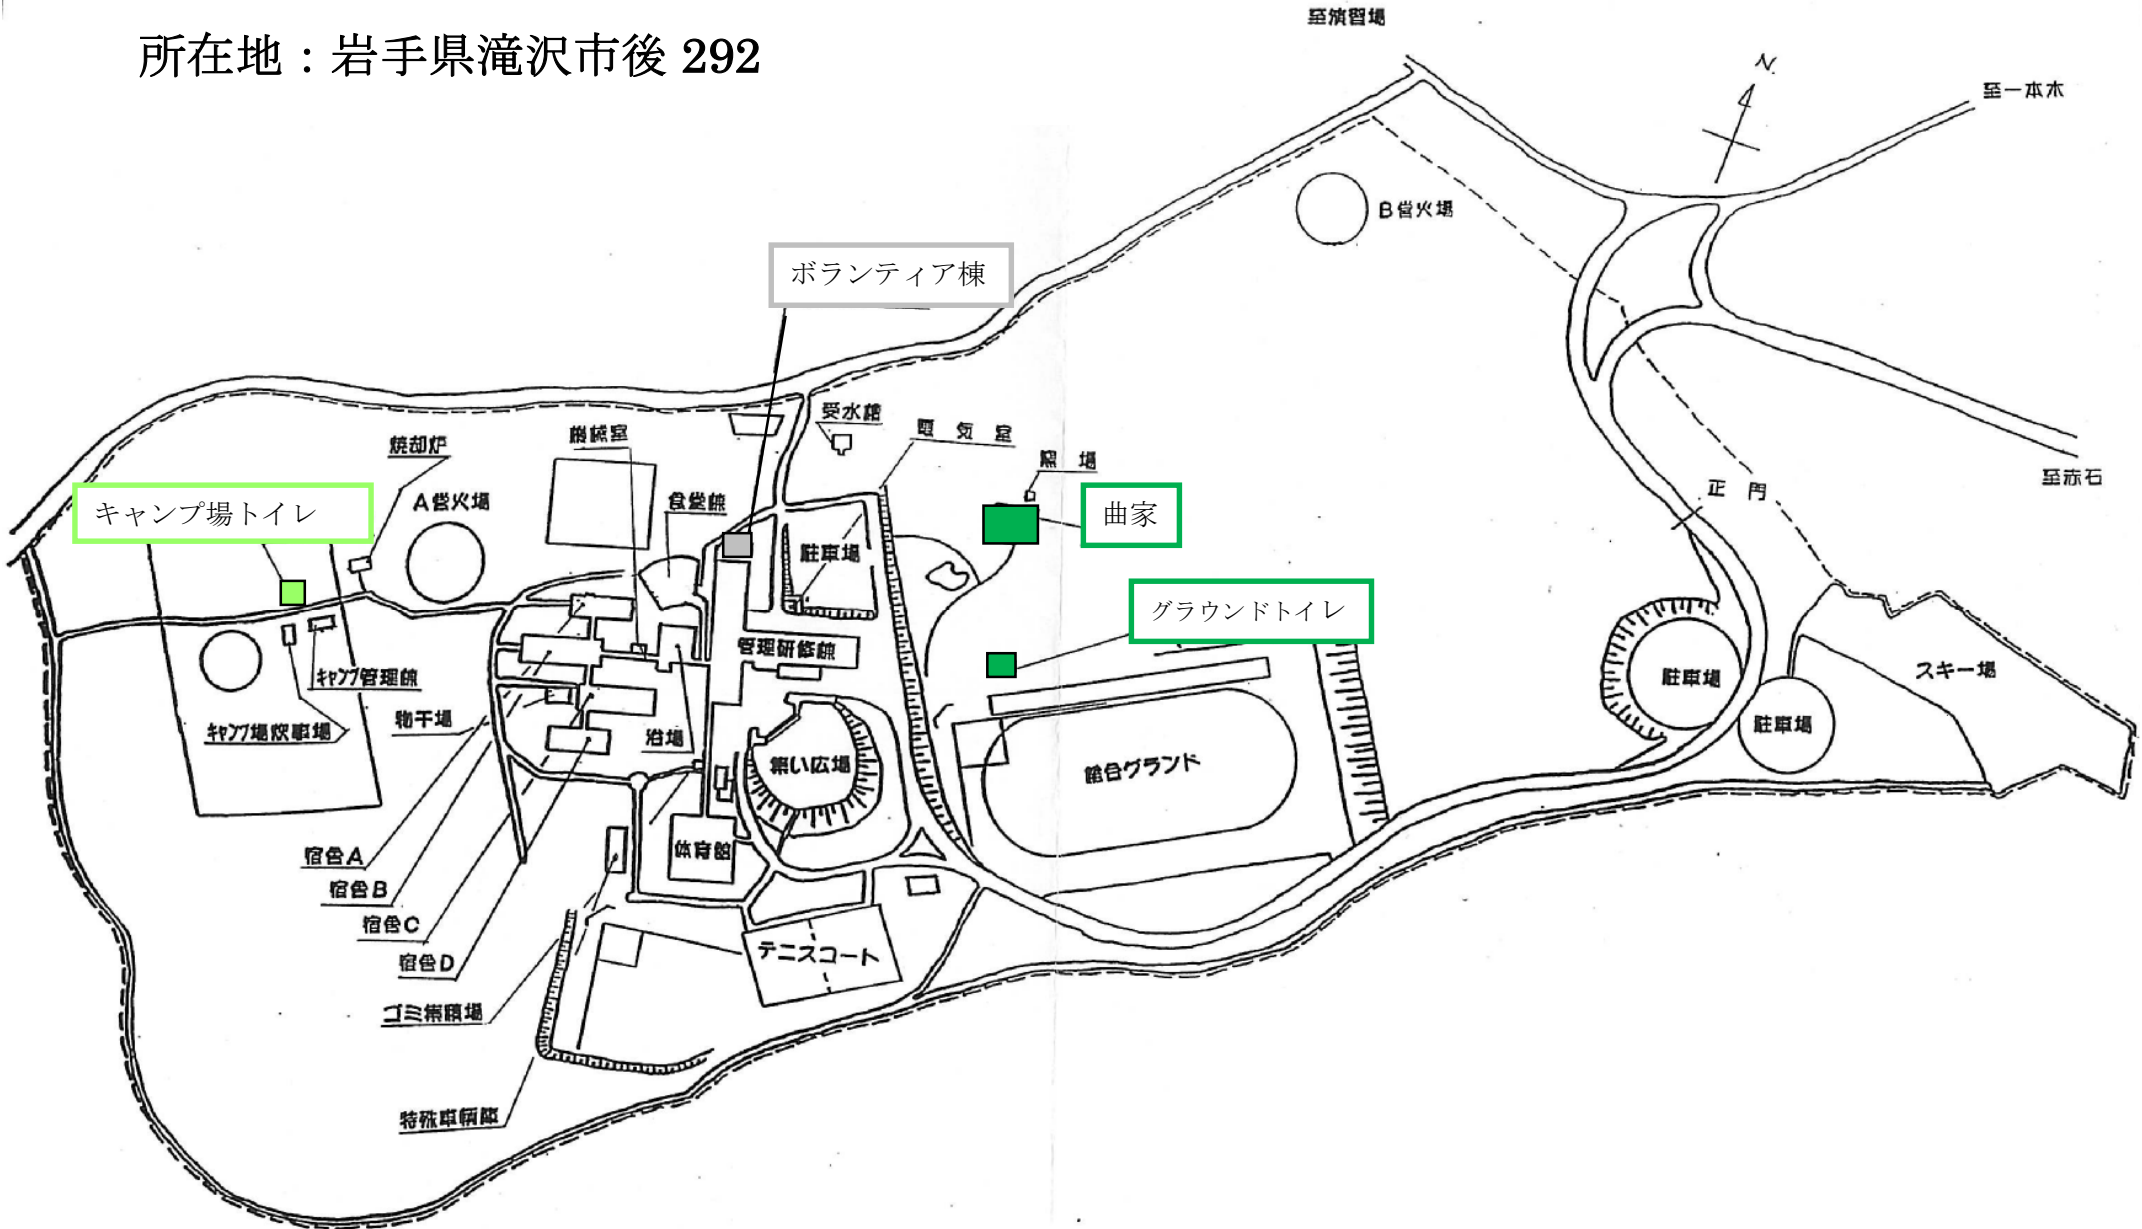 至演習場
所在地：岩手県滝沢市後 292
N.
至一本木
B営火場
ボランティア棟
受水館
電気室
機械室
焼却炉
窯場
至赤石
正門
キャンプ場トイレ
A営火場
食堂棟
曲家
駐車場
グラウンドトイレ
管理研修館
キャンプ管理館
駐車場
スキー場
物干場
キャンプ場炊事場
浴場
駐車場
集い広場
総合グランド
宿舎A
体育館
宿舎B
宿舎C
宿舎D
テニスコート
ゴミ集積場
特殊車輌庫